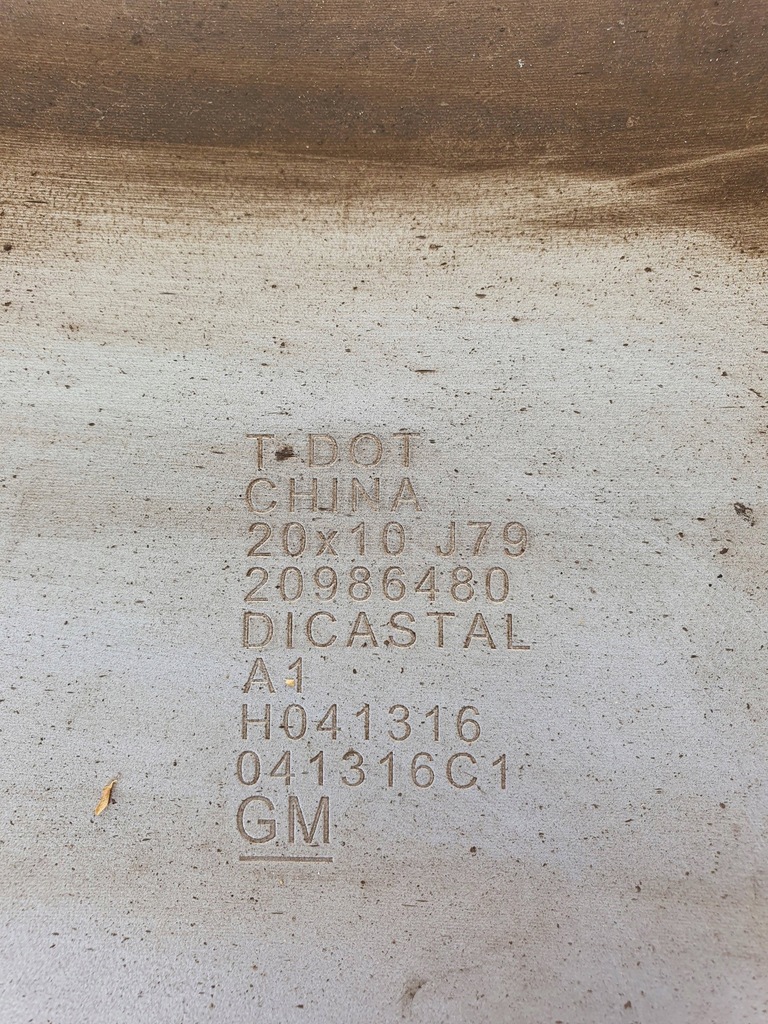 T-DOT
CHINA
20x10 J79
20986480
DICASTAL
A1
H041316
041316C1
GM